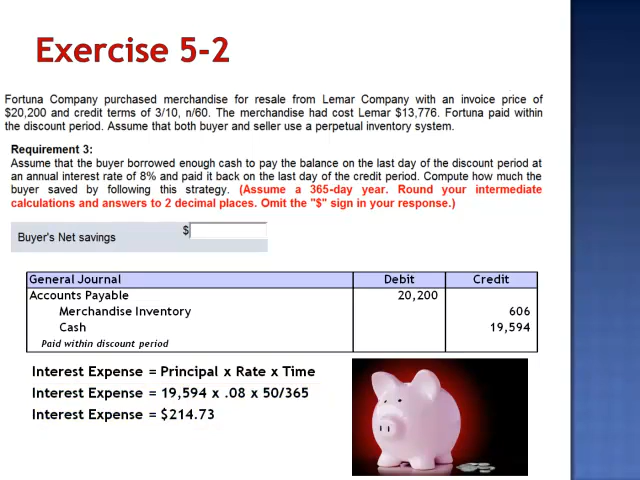 Exercise 5-2
Fortuna Company purchased merchandise for resale from Lemar Company with an invoice price of
$20,200 and credit terms of 3/10, n/60. The merchandise had cost Lemar $13,776. Fortuna paid within
the discount period. Assume that both buyer and seller use a perpetual inventory system.
Requirement 3:
Assume that the buyer borrowed enough cash to pay the balance on the last day of the discount period at
an annual interest rate of 8% and paid it back on the last day of the credit period. Compute how much the
buyer saved by following this strategy. (Assume a 365-day year. Round your intermediate
calculations and answers to 2 decimal places. Omit the "$" sign in your response.)
Buyer's Net savings $
General Journal Debit Credit
Accounts Payable 20,200
Merchandise Inventory 606
Cash 19,594
Paid within discount period
Interest Expense = Principal x Rate x Time
Interest Expense = 19,594 x .08 x 50/365
Interest Expense = $214.73